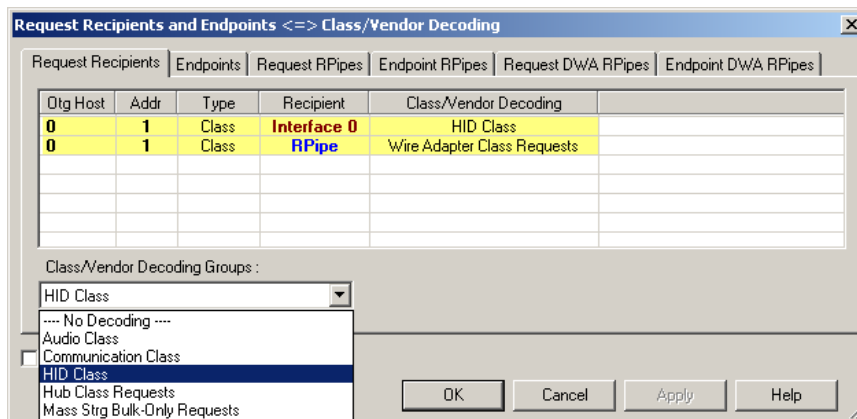 Request Recipients and Endpoints <=> Class/Vendor Decoding
Request Recipients Endpoints Request RPipes Endpoint RPipes Request DWA RPipes Endpoint DWA RPipes
Otg Host Addr Type Recipient Class/Vendor Decoding
0 1 Class Interface 0 HID Class
0 1 Class RPipe Wire Adapter Class Requests
Class/Vendor Decoding Groups :
HID Class
---- No Decoding ----
Audio Class
Communication Class
HID Class
Hub Class Requests
Mass Strg Bulk-Only Requests
OK Cancel Apply Help